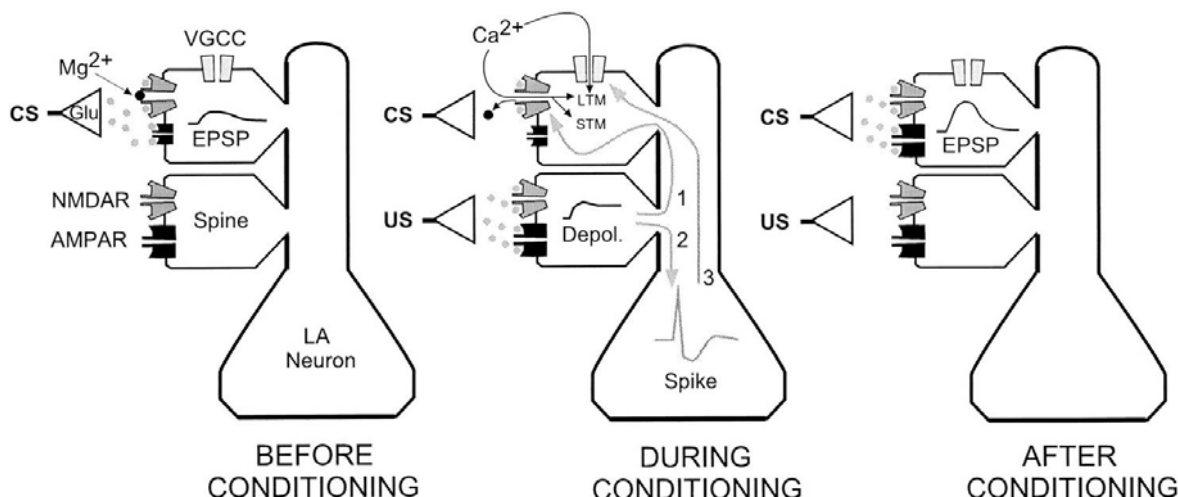 VGCC
Mg2+
CS
Glu
EPSP
NMDAR
Spine
AMPAR
LA
Neuron
BEFORE
CONDITIONING
Ca2+
CS
LTM
STM
US
Depol.
1
2
3
Spike
DURING
CONDITIONING
CS
EPSP
US
AFTER
CONDITIONING